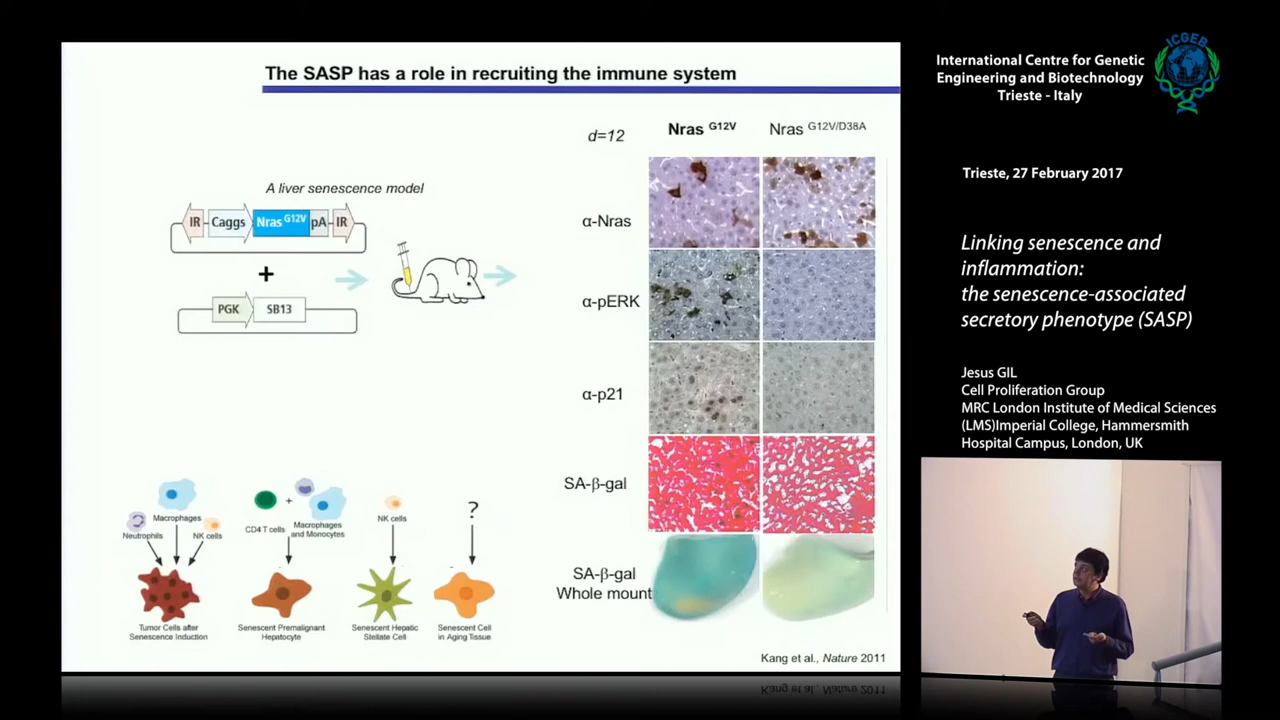 The SASP has a role in recruiting the immune system
d=12
Nras G12V
Nras G12V/D38A
A liver senescence model
IR
Caggs
Nras G12V
pA
IR
+
PGK
SB13
α-Nras
α-pERK
α-p21
SA-β-gal
SA-β-gal
Whole mount
Macrophages
Neutrophils
NK cells
Tumor Cells after
Senescence Induction
+
CD4 T cells
Macrophages
and Monocytes
Senescent Premalignant
Hepatocyte
NK cells
Senescent Hepatic
Stellate Cell
?
Senescent Cell
in Aging Tissue
Kang et al., Nature 2011
International Centre for Genetic
Engineering and Biotechnology
Trieste - Italy
ICGEB
Trieste, 27 February 2017
Linking senescence and
inflammation:
the senescence-associated
secretory phenotype (SASP)
Jesus GIL
Cell Proliferation Group
MRC London Institute of Medical Sciences
(LMS)Imperial College, Hammersmith
Hospital Campus, London, UK